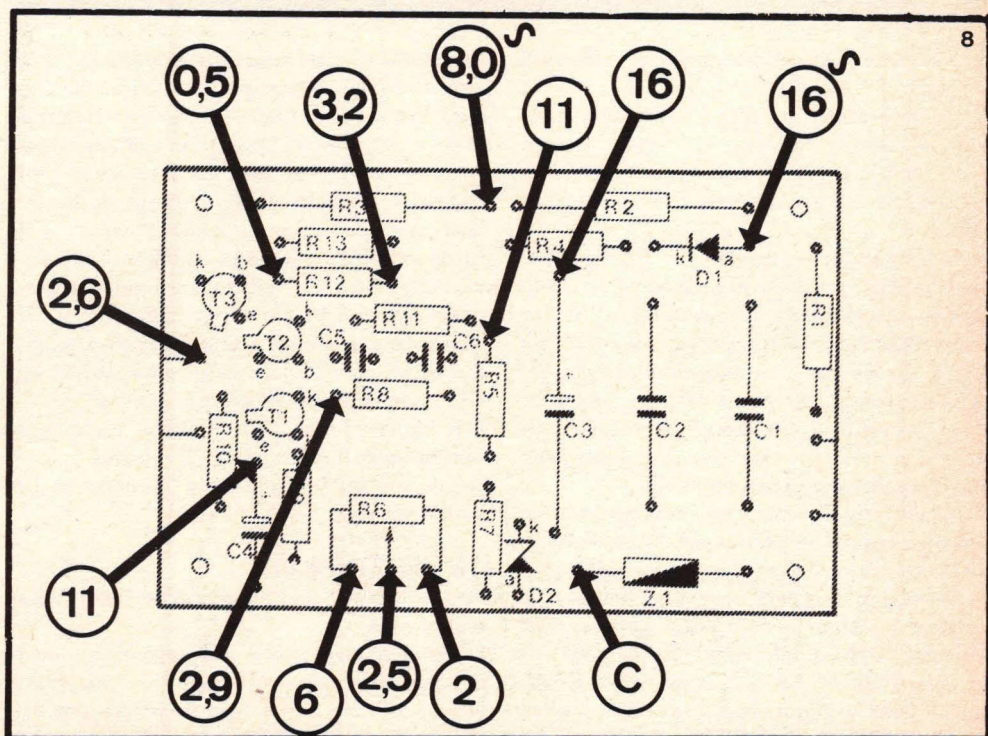 8
8,0 ∽
0,5
3,2
11
16
16 ∽
R3
R2
R13
R4
k b
k a
D1
R12
T3
2,6
e
k
R11
R1
T2
C5
C6
e b
R5
+
k
R8
T1
C3
C2
C1
R10
e
+
R6
R7
k
C4
a
D2
Z1
11
2,9
6
2,5
2
C